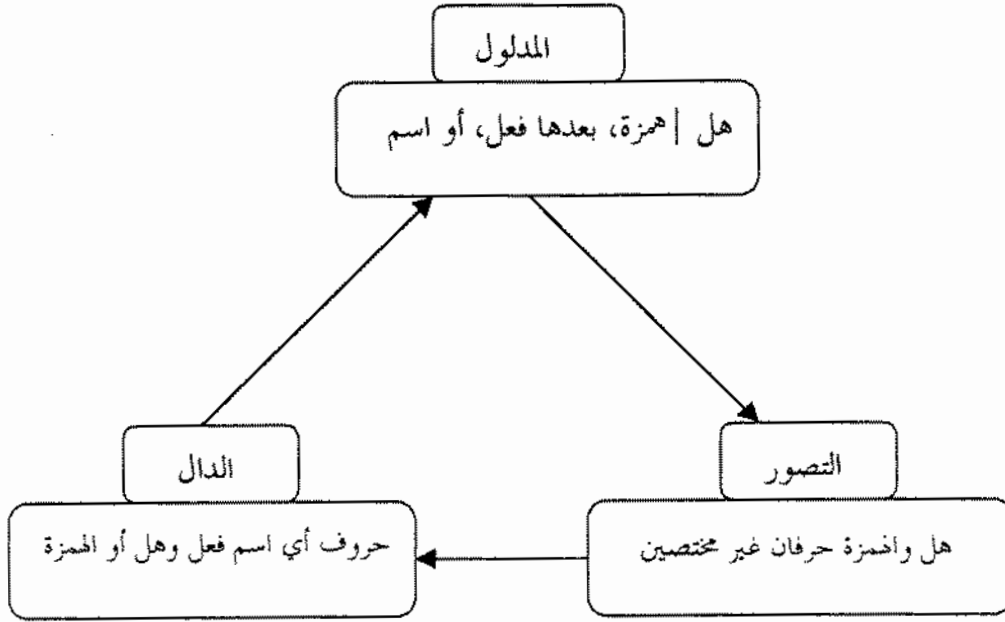 المدلول
هل | همزة، بعدها فعل، أو اسم
التصور
هل والهمزة حرفان غير مختصين
الدال
حروف أي اسم فعل وهل أو الهمزة